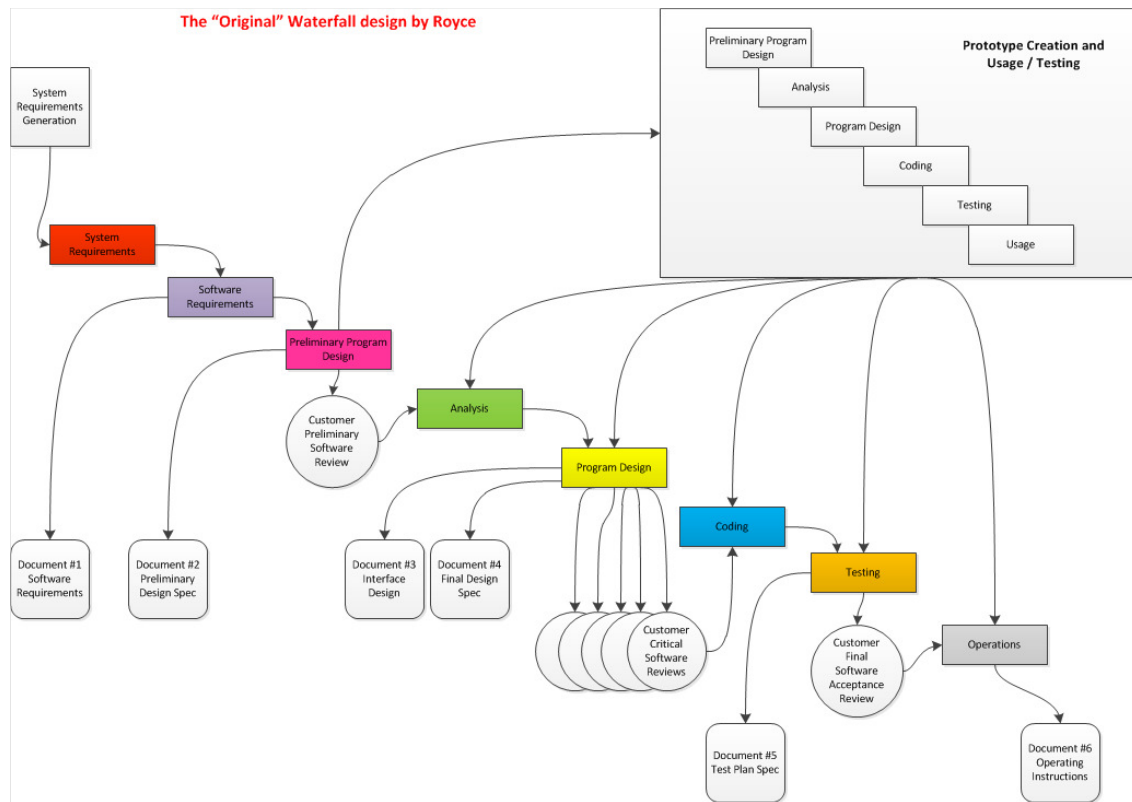 The “Original” Waterfall design by Royce
Preliminary Program
Design
Prototype Creation and
Usage / Testing
Analysis
Program Design
Coding
Testing
Usage
System
Requirements
Generation
System
Requirements
Software
Requirements
Preliminary Program
Design
Customer
Preliminary
Software
Review
Analysis
Program Design
Coding
Testing
Operations
Document #1
Software
Requirements
Document #2
Preliminary
Design Spec
Document #3
Interface
Design
Document #4
Final Design
Spec
Customer
Critical
Software
Reviews
Customer
Final
Software
Acceptance
Review
Document #5
Test Plan Spec
Document #6
Operating
Instructions